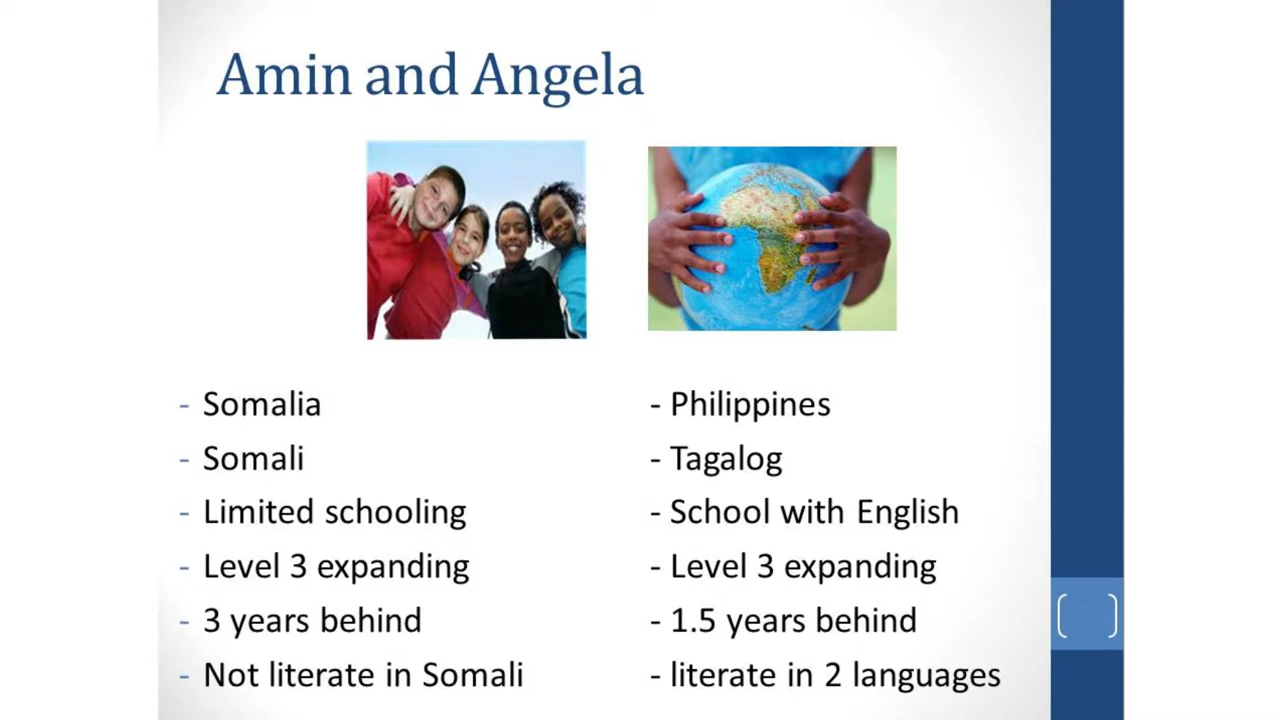 Amin and Angela
- Somalia
- Somali
- Limited schooling
- Level 3 expanding
- 3 years behind
- Not literate in Somali
- Philippines
- Tagalog
- School with English
- Level 3 expanding
- 1.5 years behind
- literate in 2 languages